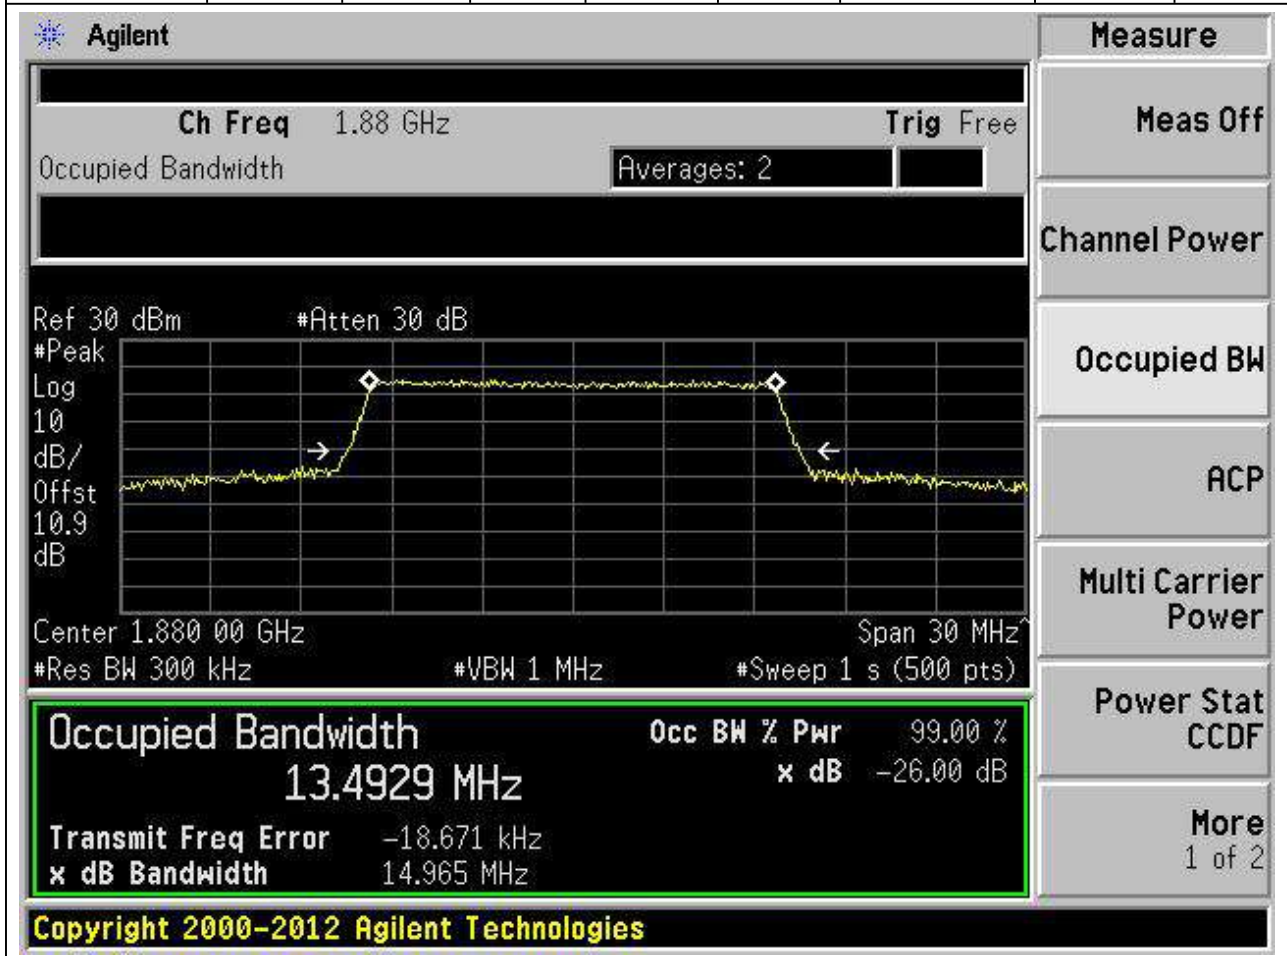 Agilent
Measure
Ch Freq 1.88 GHz Trig Free
Occupied Bandwidth Averages: 2
Ref 30 dBm #Atten 30 dB
#Peak
Log
10
dB/
Offst
10.9
dB
Center 1.880 00 GHz Span 30 MHz^
#Res BW 300 kHz #VBW 1 MHz #Sweep 1 s (500 pts)
Occupied Bandwidth Occ BW % Pwr 99.00 %
13.4929 MHz x dB -26.00 dB
Transmit Freq Error -18.671 kHz
x dB Bandwidth 14.965 MHz
Meas Off
Channel Power
Occupied BW
ACP
Multi Carrier
Power
Power Stat
CCDF
More
1 of 2
Copyright 2000-2012 Agilent Technologies